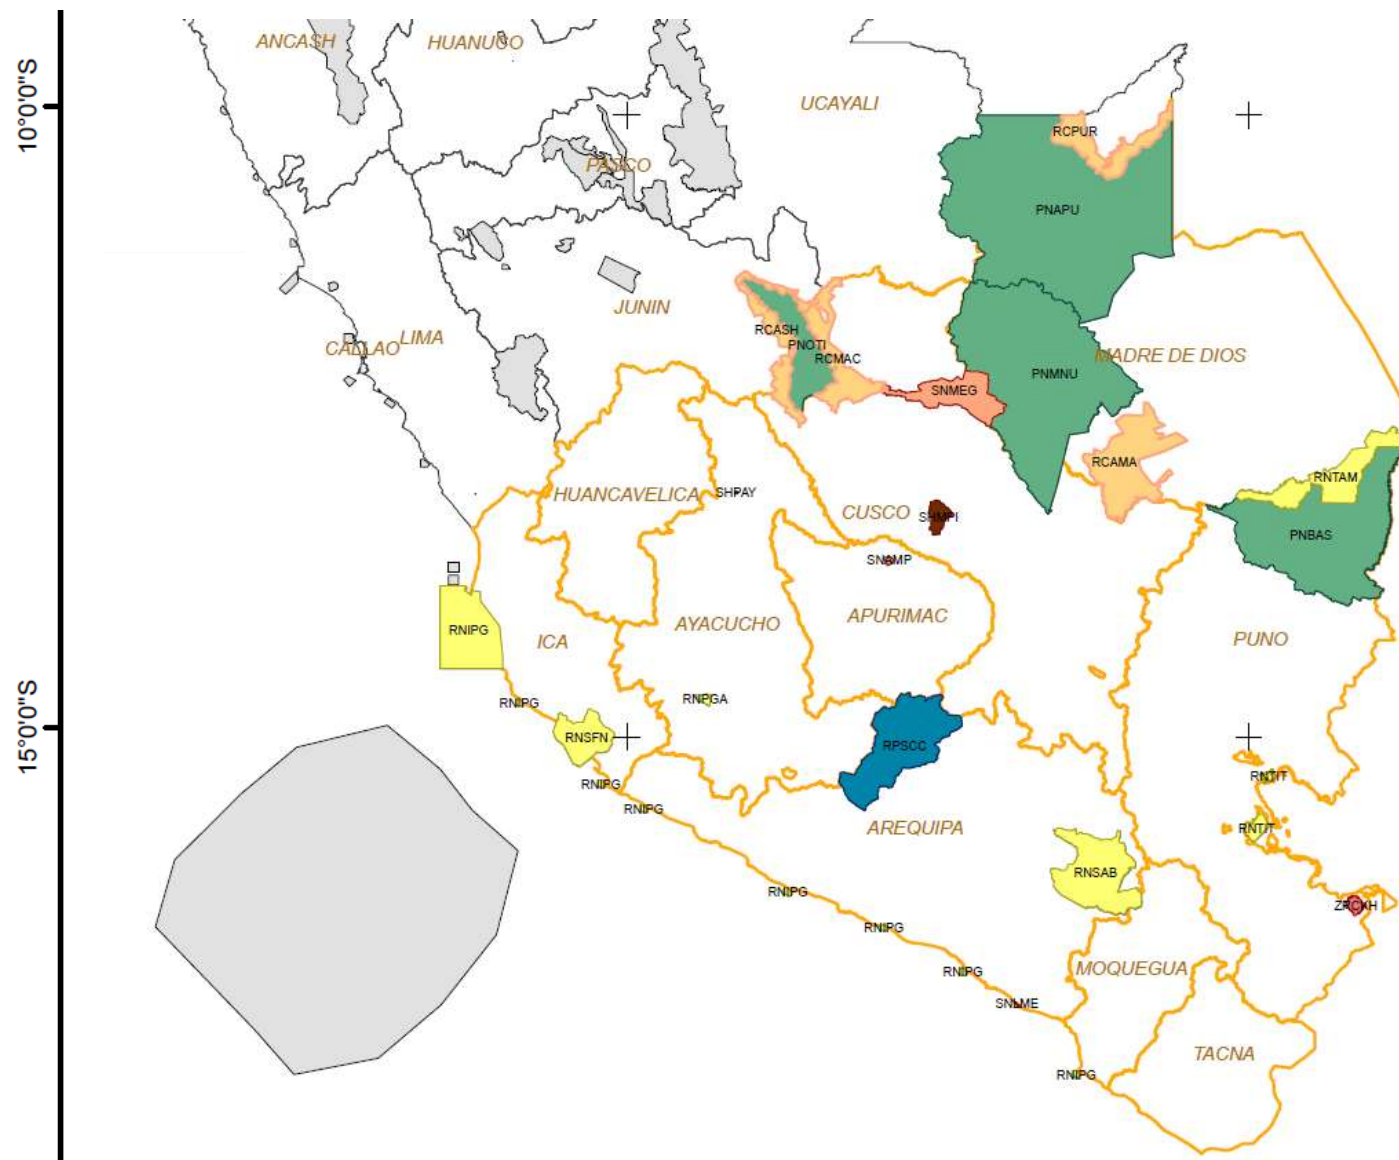 ANCASH
HUANUCO
10°0'0"S
UCAYALI
RCPUR
PASCO
PNAPU
JUNIN
RCASH
LIMA
CALLAO
PNOTI
RCMAC
MADRE DE DIOS
PNMNU
SNMEG
RCAMA
RNTAM
HUANCAVELICA
SHPAY
CUSCO
SHMPI
PNBAS
SNAMP
APURIMAC
AYACUCHO
RNIPG
ICA
PUNO
RNPGA
RNIPG
15°0'0"S
RNSFN
RPSCC
RNTIT
RNIPG
RNIPG
AREQUIPA
RNTIT
RNSAB
RNIPG
ZRCKH
RNIPG
RNIPG
MOQUEGUA
SNLME
TACNA
RNIPG